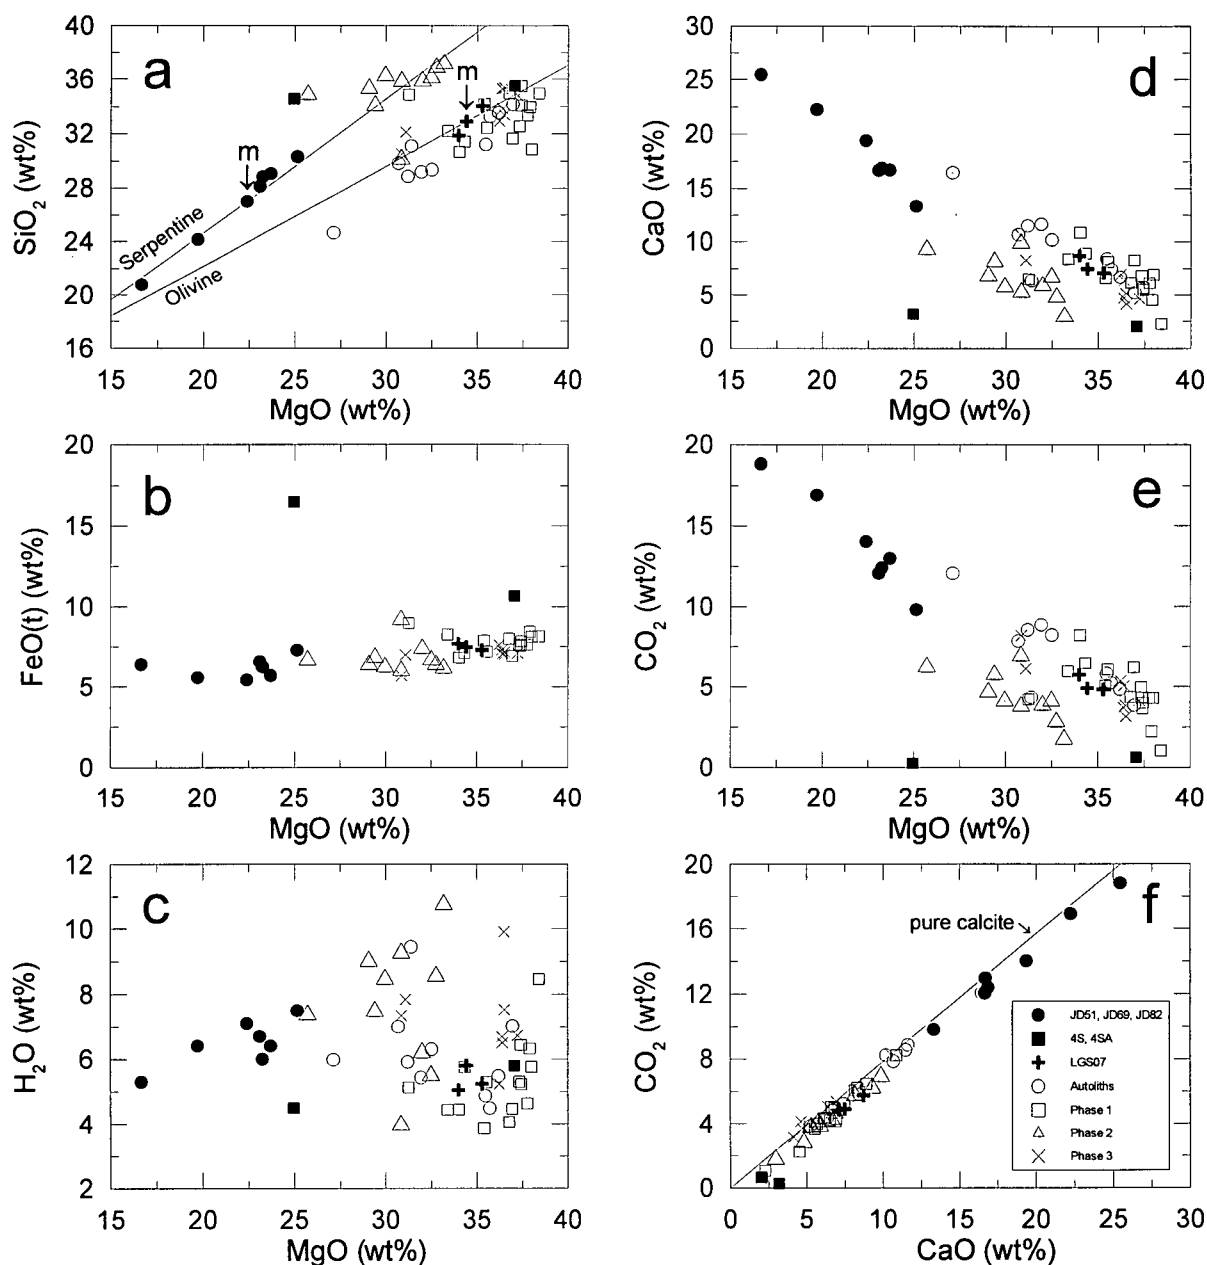 a
40
36
32
28
24
20
16
SiO2 (wt%)
m
m
Serpentine
Olivine
15 20 25 30 35 40
MgO (wt%)
d
30
25
20
15
10
5
0
CaO (wt%)
15 20 25 30 35 40
MgO (wt%)
b
20
15
10
5
0
FeO(t) (wt%)
15 20 25 30 35 40
MgO (wt%)
e
20
16
12
8
4
0
CO2 (wt%)
15 20 25 30 35 40
MgO (wt%)
c
12
10
8
6
4
2
H2O (wt%)
15 20 25 30 35 40
MgO (wt%)
f
20
16
12
8
4
0
CO2 (wt%)
pure calcite
JD51, JD69, JD82
4S, 4SA
LGS07
Autoliths
Phase 1
Phase 2
Phase 3
0 5 10 15 20 25 30
CaO (wt%)